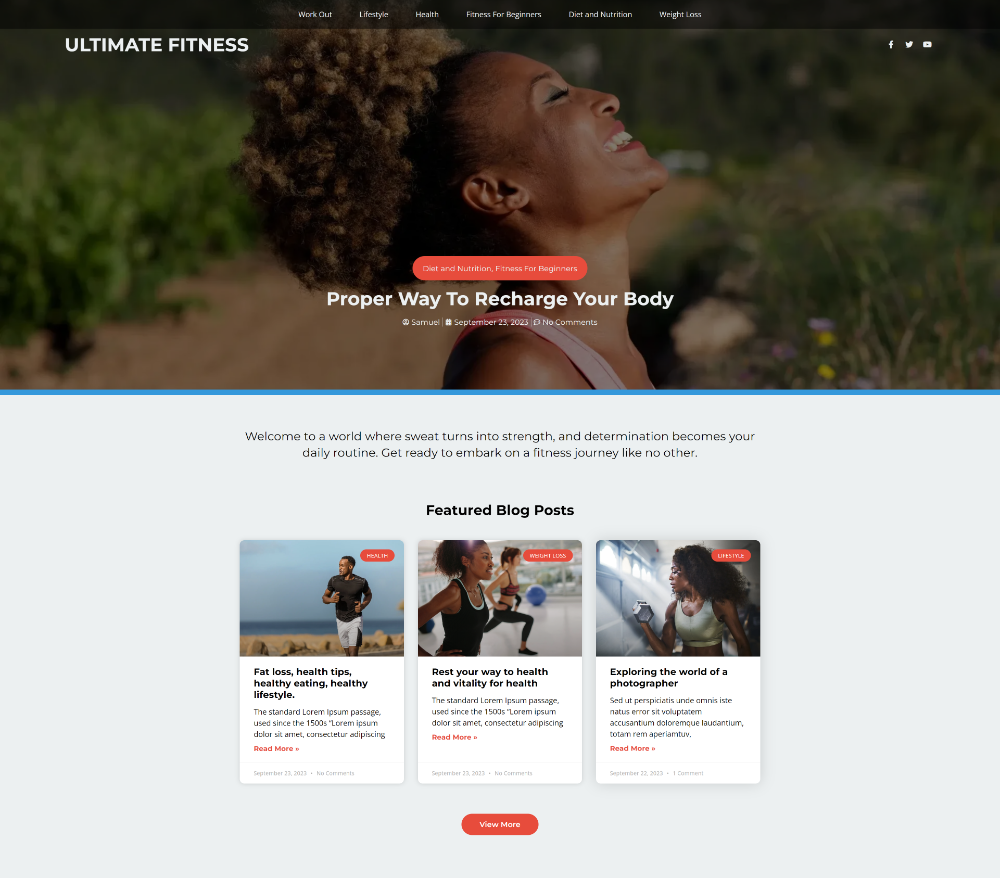 Work Out Lifestyle Health Fitness For Beginners Diet and Nutrition Weight Loss
ULTIMATE FITNESS
Diet and Nutrition, Fitness For Beginners
Proper Way To Recharge Your Body
Samuel | September 23, 2023 | No Comments
Welcome to a world where sweat turns into strength, and determination becomes your
daily routine. Get ready to embark on a fitness journey like no other.
Featured Blog Posts
HEALTH
Fat loss, health tips,
healthy eating, healthy
lifestyle.
The standard Lorem Ipsum passage,
used since the 1500s “Lorem ipsum
dolor sit amet, consectetur adipiscing
Read More »
September 23, 2023 • No Comments
WEIGHT LOSS
Rest your way to health
and vitality for health
The standard Lorem Ipsum passage,
used since the 1500s “Lorem ipsum
dolor sit amet, consectetur adipiscing
Read More »
September 23, 2023 • No Comments
LIFESTYLE
Exploring the world of a
photographer
Sed ut perspiciatis unde omnis iste
natus error sit voluptatem
accusantium doloremque laudantium,
totam rem aperiamtuv.
Read More »
September 22, 2023 • 1 Comment
View More